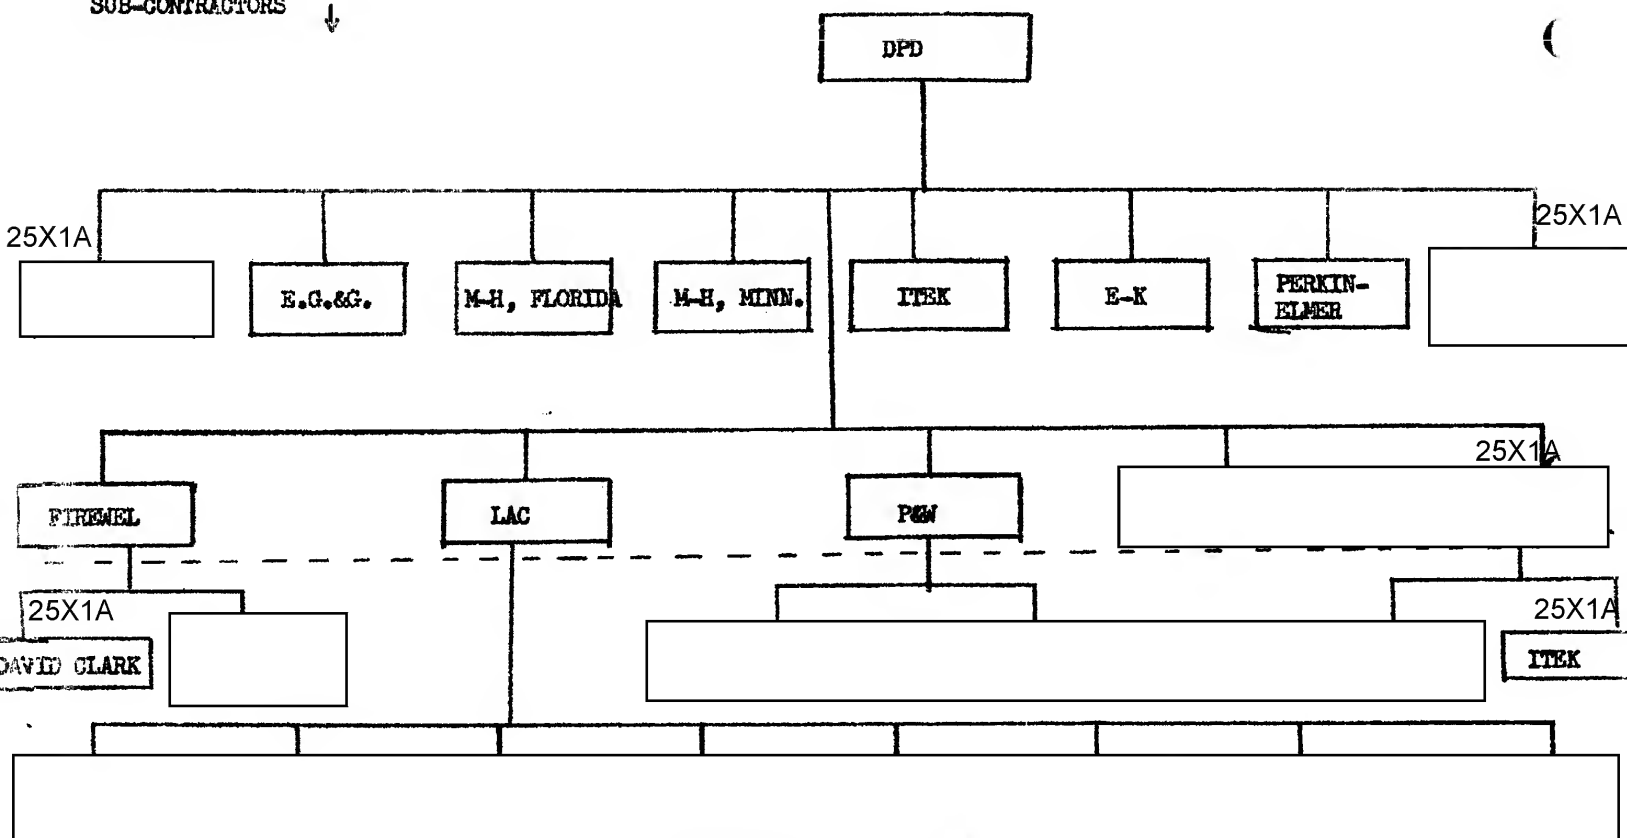 SUB-CONTRACTORS
DPD
25X1A
25X1A
E.G.&G.
M-H, FLORIDA
M-H, MINN.
ITEK
E-K
PERKIN-
ELMER
25X1A
FIREWEL
LAC
P&W
25X1A
25X1A
DAVID CLARK
ITEK